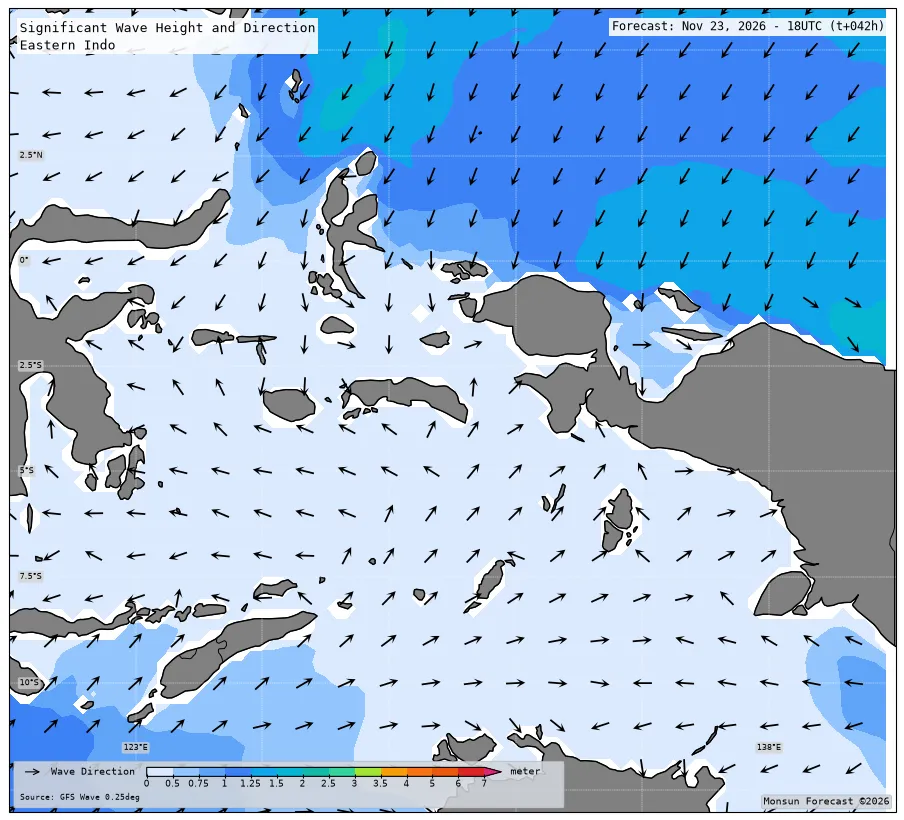 Significant Wave Height and Direction
Eastern Indo
Forecast: Nov 23, 2026 - 18UTC (t+042h)
2.5°N
0°
2.5°S
5°S
7.5°S
10°S
123°E
138°E
Wave Direction
meter
0 0.5 0.75 1 1.25 1.5 2 2.5 3 3.5 4 5 6 7
Source: GFS Wave 0.25deg
Monsun Forecast ©2026